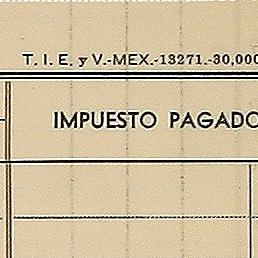 T. I. E. y V.-MEX.-13271.-30,000
IMPUESTO PAGADO